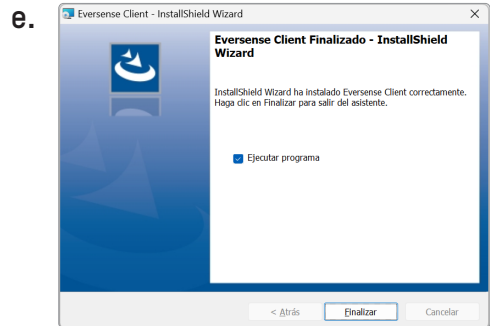 e.
Eversense Client - InstallShield Wizard
Eversense Client Finalizado - InstallShield
Wizard
InstallShield Wizard ha instalado Eversense Client correctamente.
Haga clic en Finalizar para salir del asistente.
Ejecutar programa
< Atrás Finalizar Cancelar